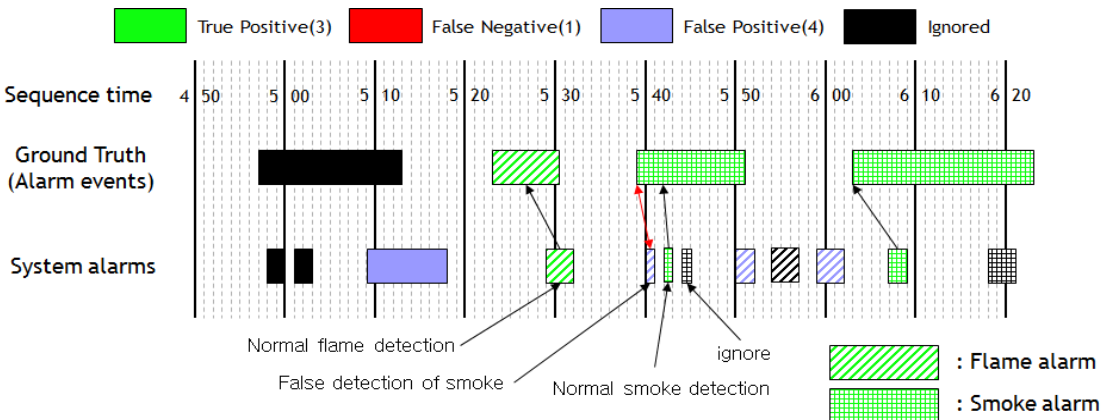 True Positive(3) False Negative(1) False Positive(4) Ignored
Sequence time 4 50 5 00 5 10 5 20 5 30 5 40 5 50 6 00 6 10 6 20
Ground Truth
(Alarm events)
System alarms
Normal flame detection
ignore
False detection of smoke
Normal smoke detection
: Flame alarm
: Smoke alarm